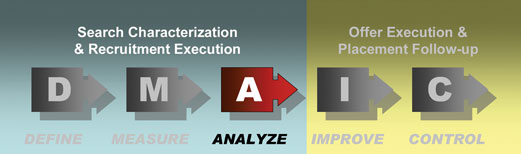 Search Characterization
& Recruitment Execution
Offer Execution &
Placement Follow-up
D M A I C
DEFINE MEASURE ANALYZE IMPROVE CONTROL